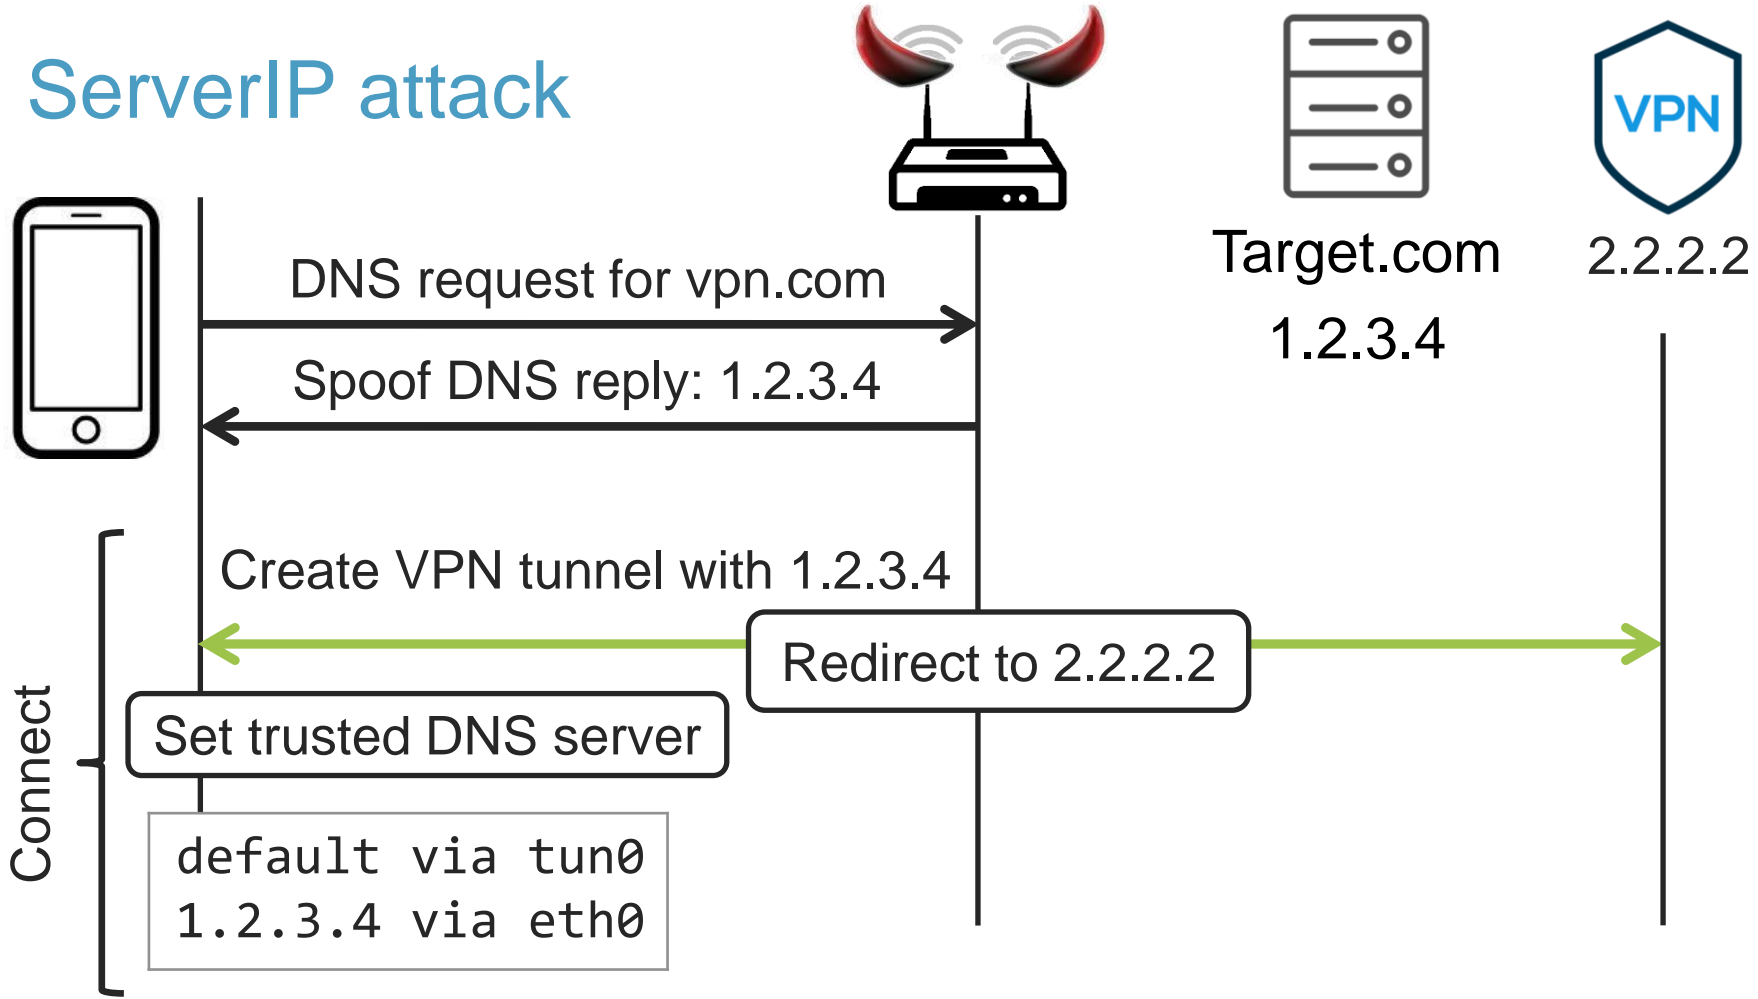 ServerIP attack
VPN
Target.com
1.2.3.4
2.2.2.2
DNS request for vpn.com
Spoof DNS reply: 1.2.3.4
Connect
Create VPN tunnel with 1.2.3.4
Redirect to 2.2.2.2
Set trusted DNS server
default via tun0
1.2.3.4 via eth0